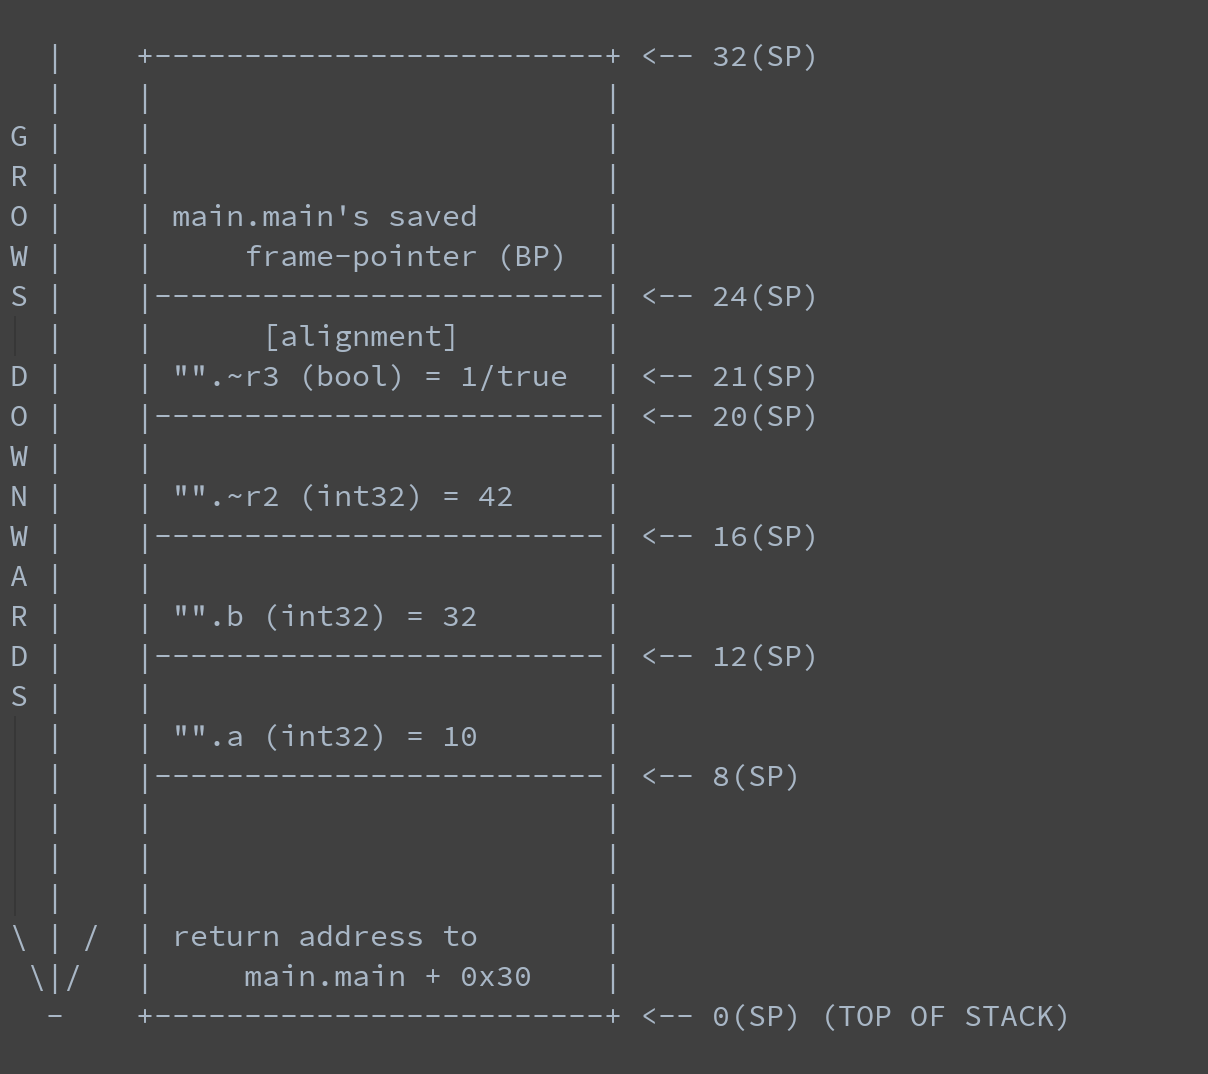 |    +-------------------------+ <-- 32(SP)
  |    |                         |
G |    |                         |
R |    |                         |
O |    | main.main's saved       |
W |    |     frame-pointer (BP)  |
S |    |-------------------------| <-- 24(SP)
  |    |      [alignment]        |
D |    | "".~r3 (bool) = 1/true  | <-- 21(SP)
O |    |-------------------------| <-- 20(SP)
W |    |                         |
N |    | "".~r2 (int32) = 42     |
W |    |-------------------------| <-- 16(SP)
A |    |                         |
R |    | "".b (int32) = 32       |
D |    |-------------------------| <-- 12(SP)
S |    |                         |
  |    | "".a (int32) = 10       |
  |    |-------------------------| <-- 8(SP)
  |    |                         |
  |    |                         |
  |    |                         |
\ | /  | return address to       |
 \|/   |     main.main + 0x30    |
  -    +-------------------------+ <-- 0(SP) (TOP OF STACK)